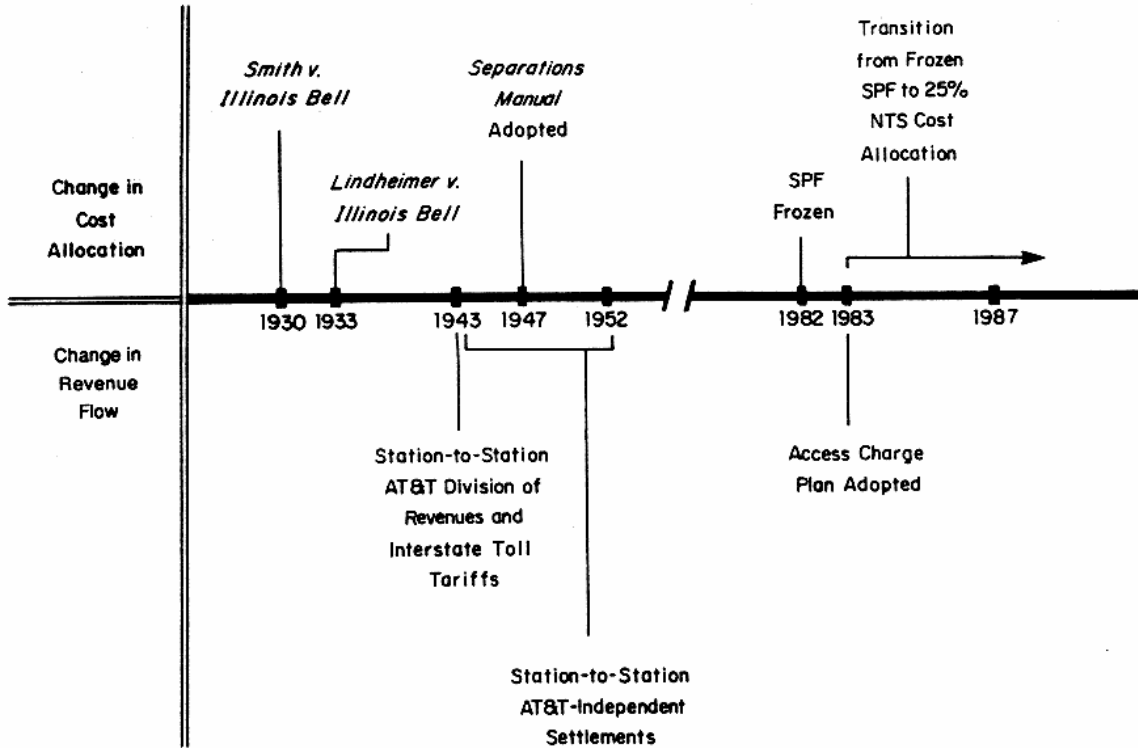 Change in
Cost
Allocation
Smith v.
Illinois Bell
Lindheimer v.
Illinois Bell
Separations
Manual
Adopted
SPF
Frozen
Transition
from Frozen
SPF to 25%
NTS Cost
Allocation
1930
1933
1943
1947
1952
1982
1983
1987
Change in
Revenue
Flow
Station-to-Station
AT&T Division of
Revenues and
Interstate Toll
Tariffs
Station-to-Station
AT&T-Independent
Settlements
Access Charge
Plan Adopted